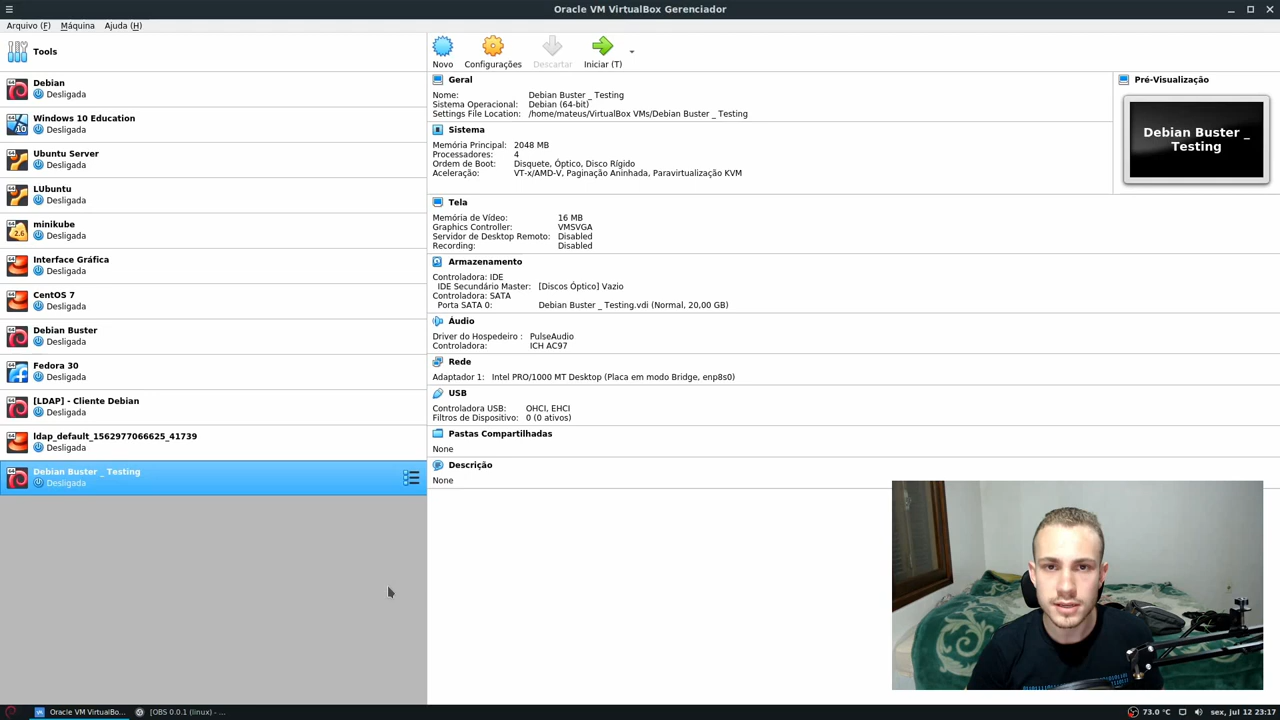 Oracle VM VirtualBox Gerenciador
Arquivo (F) Máquina Ajuda (H)
Tools
Debian
Desligada
Windows 10 Education
Desligada
Ubuntu Server
Desligada
LUbuntu
Desligada
minikube
Desligada
Interface Gráfica
Desligada
CentOS 7
Desligada
Debian Buster
Desligada
Fedora 30
Desligada
[LDAP] - Cliente Debian
Desligada
ldap_default_1562977066625_41739
Desligada
Debian Buster _ Testing
Desligada
Novo Configurações Descartar Iniciar (T)
Geral
Nome: Debian Buster _ Testing
Sistema Operacional: Debian (64-bit)
Settings File Location: /home/mateus/VirtualBox VMs/Debian Buster _ Testing
Sistema
Memória Principal: 2048 MB
Processadores: 4
Ordem de Boot: Disquete, Óptico, Disco Rígido
Aceleração: VT-x/AMD-V, Paginação Aninhada, Paravirtualização KVM
Pré-Visualização
Debian Buster _
Testing
Tela
Memória de Vídeo: 16 MB
Graphics Controller: VMSVGA
Servidor de Desktop Remoto: Disabled
Recording: Disabled
Armazenamento
Controladora: IDE
IDE Secundário Master: [Discos Óptico] Vazio
Controladora: SATA
Porta SATA 0: Debian Buster _ Testing.vdi (Normal, 20,00 GB)
Áudio
Driver do Hospedeiro : PulseAudio
Controladora: ICH AC97
Rede
Adaptador 1: Intel PRO/1000 MT Desktop (Placa em modo Bridge, enp8s0)
USB
Controladora USB: OHCI, EHCI
Filtros de Dispositivo: 0 (0 ativos)
Pastas Compartilhadas
None
Descrição
None
Oracle VM VirtualBo... [OBS 0.0.1 (linux) - ... 73.0 °C sex, jul 12 23:17